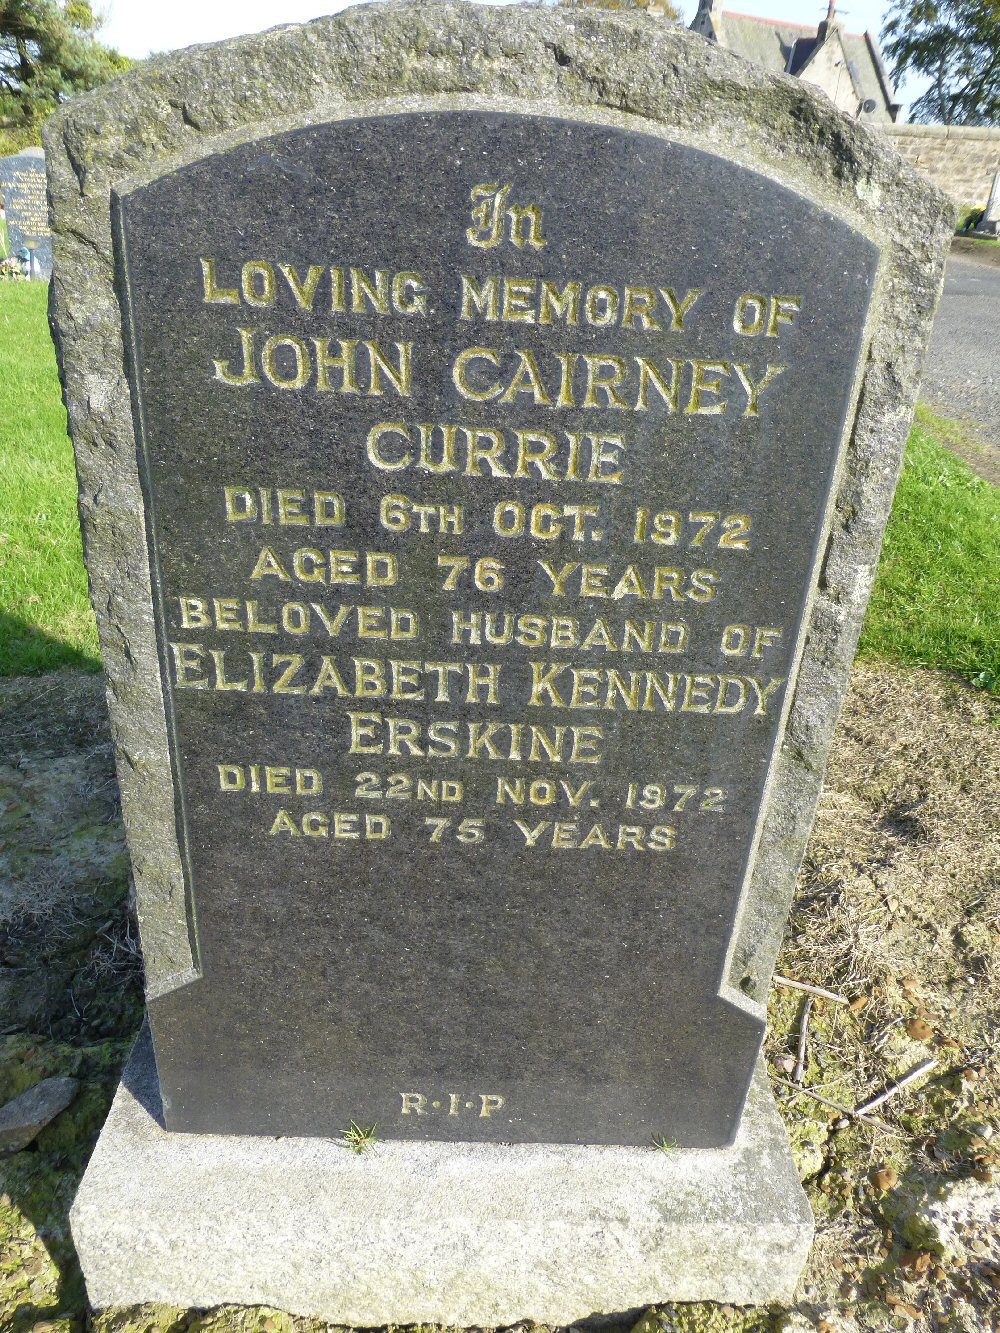 In
LOVING MEMORY OF
JOHN CAIRNEY
CURRIE
DIED 6TH OCT. 1972
AGED 76 YEARS
BELOVED HUSBAND OF
ELIZABETH KENNEDY
ERSKINE
DIED 22ND NOV. 1972
AGED 75 YEARS
R·I·P